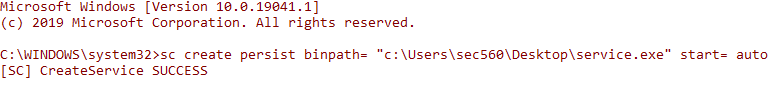 Microsoft Windows [Version 10.0.19041.1]
(c) 2019 Microsoft Corporation. All rights reserved.
C:\WINDOWS\system32>sc create persist binpath= "c:\Users\sec560\Desktop\service.exe" start= auto
[SC] CreateService SUCCESS